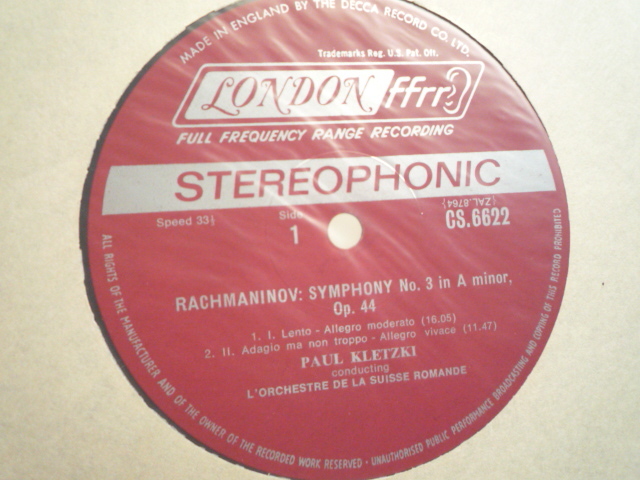 MADE IN ENGLAND BY THE DECCA RECORD CO. LTD.
Trademarks Reg. U.S. Pat. Off.
LONDON ffrr
FULL FREQUENCY RANGE RECORDING
STEREOPHONIC
Speed 33⅓
Side
1
{ZAL.8764}
CS.6622
RACHMANINOV: SYMPHONY No. 3 in A minor,
Op. 44
1. I. Lento - Allegro moderato (16.05)
2. II. Adagio ma non troppo - Allegro vivace (11.47)
PAUL KLETZKI
conducting
L'ORCHESTRE DE LA SUISSE ROMANDE
ALL RIGHTS OF THE MANUFACTURER AND OF THE OWNER OF THE RECORDED WORK RESERVED · UNAUTHORISED PUBLIC PERFORMANCE BROADCASTING AND COPYING OF THIS RECORD PROHIBITED